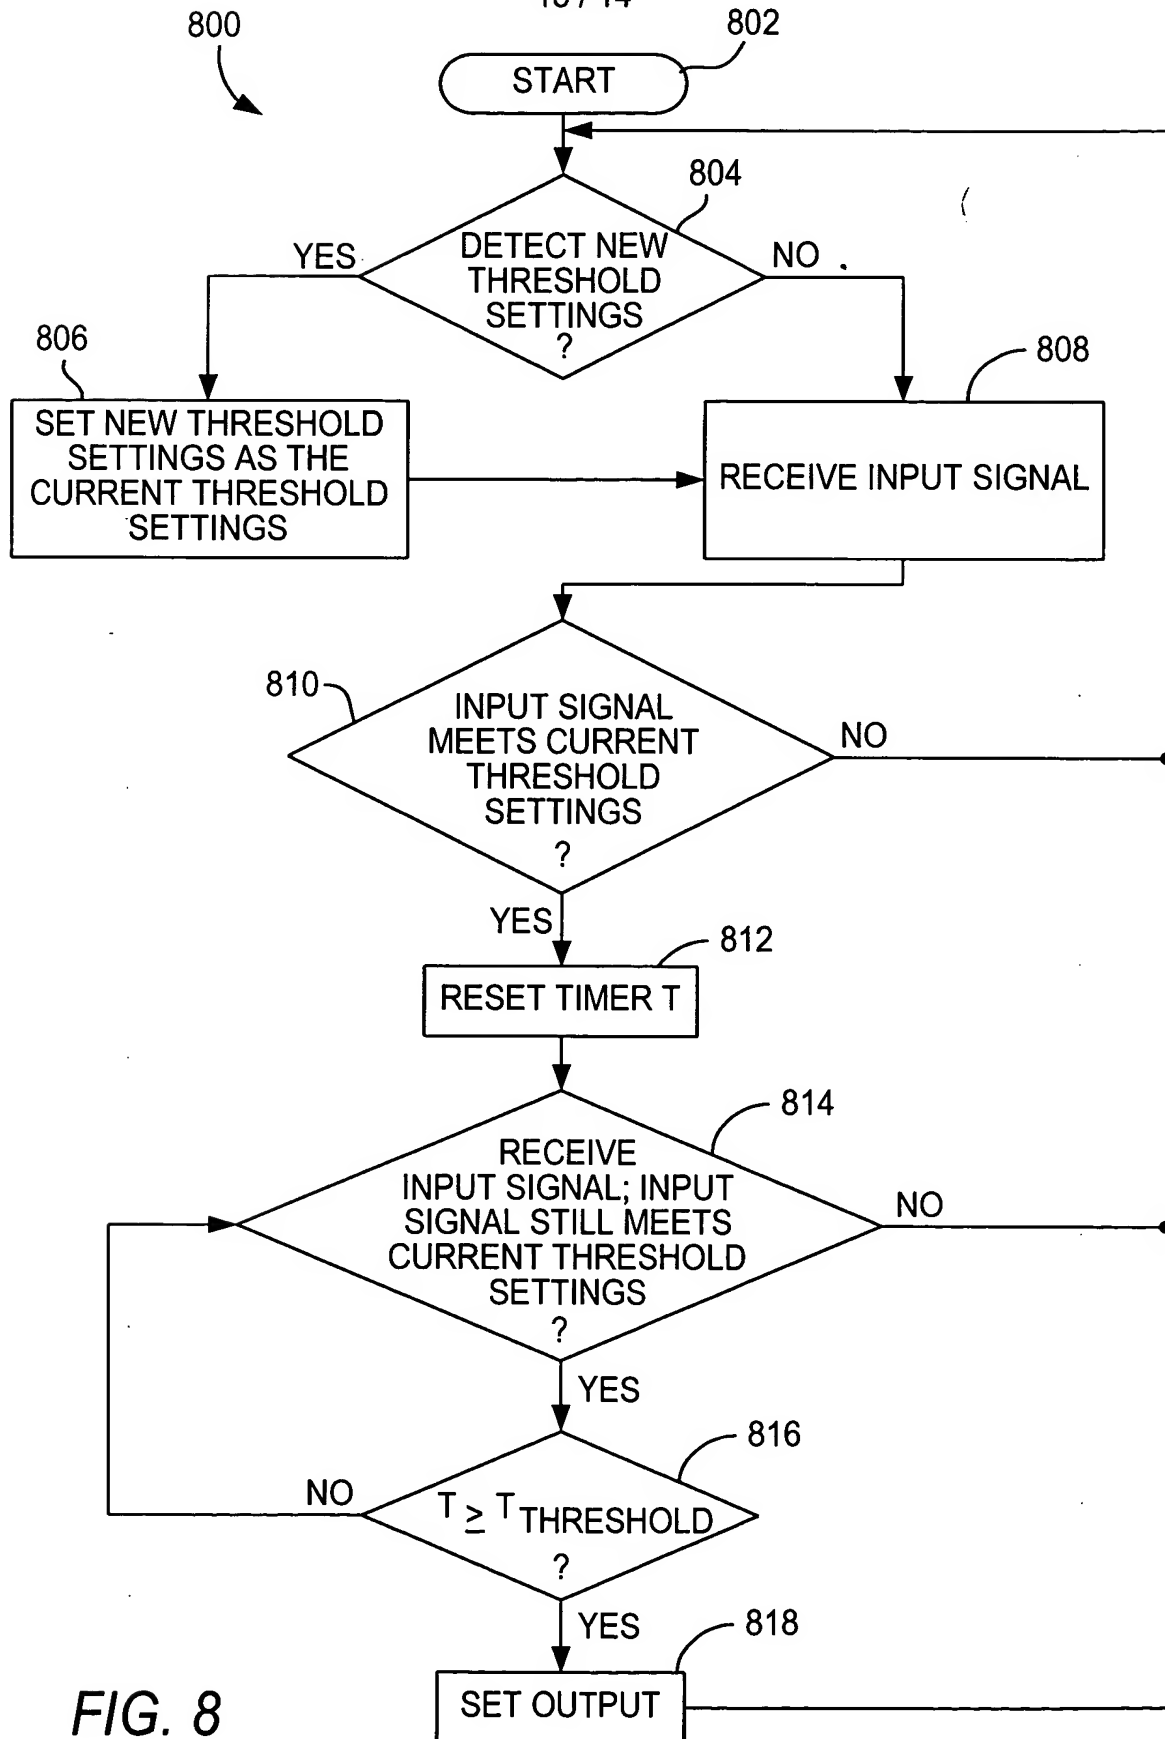 800
802
START
804
DETECT NEW
THRESHOLD
SETTINGS
?
YES
NO
806
SET NEW THRESHOLD
SETTINGS AS THE
CURRENT THRESHOLD
SETTINGS
808
RECEIVE INPUT SIGNAL
810
INPUT SIGNAL
MEETS CURRENT
THRESHOLD
SETTINGS
?
NO
YES
812
RESET TIMER T
814
RECEIVE
INPUT SIGNAL; INPUT
SIGNAL STILL MEETS
CURRENT THRESHOLD
SETTINGS
?
NO
YES
816
T ≥ T THRESHOLD
?
NO
YES
818
SET OUTPUT
FIG. 8